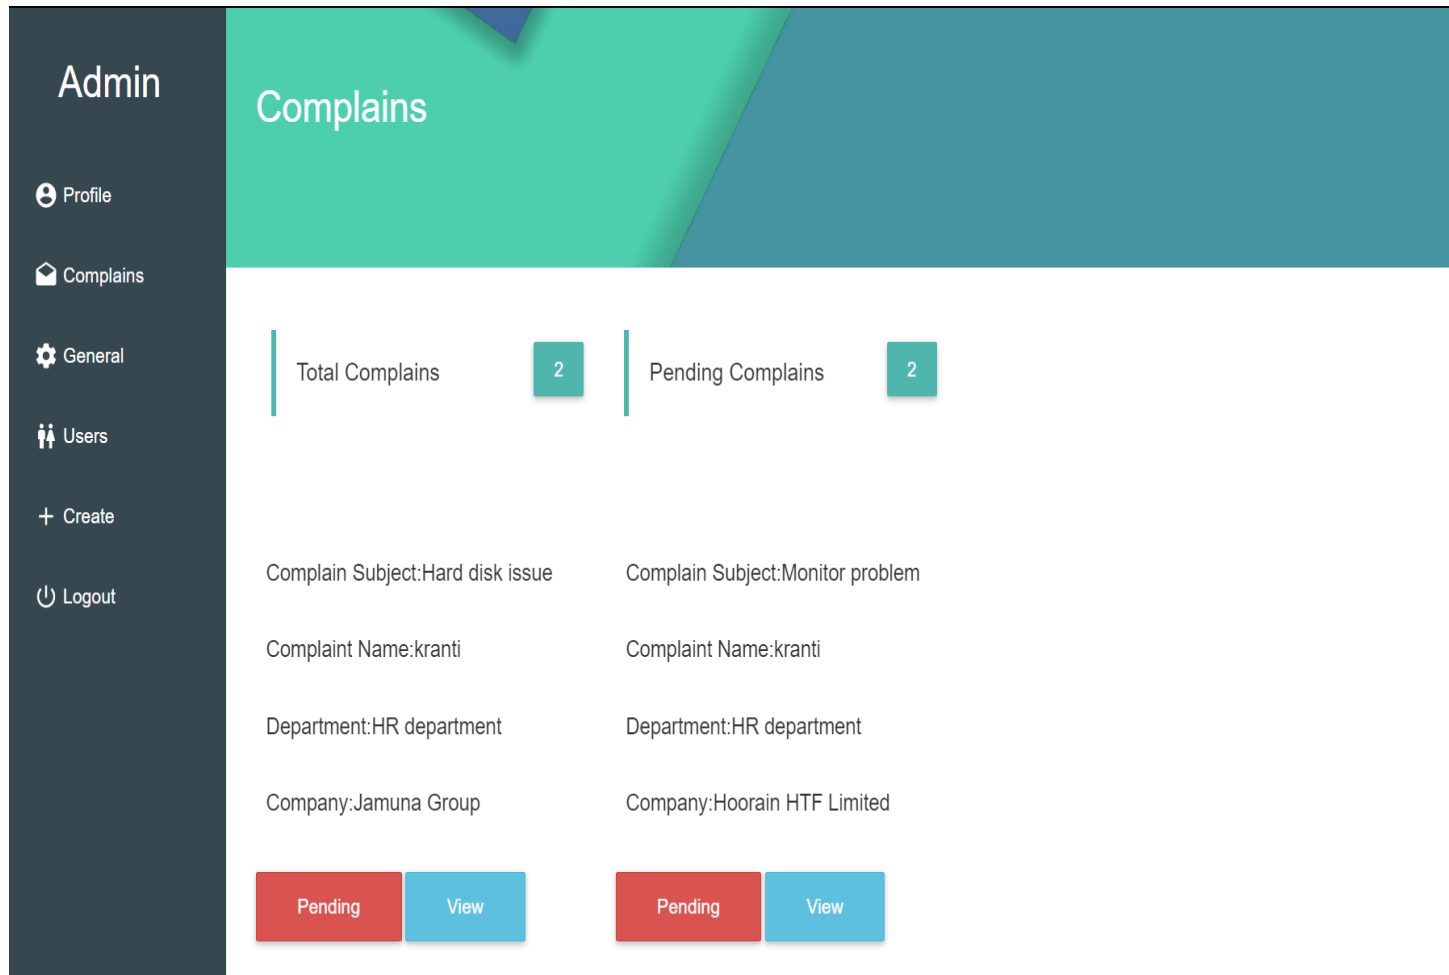 Admin
Profile
Complains
General
Users
Create
Logout
Complains
Total Complains 2
Pending Complains 2
Complain Subject:Hard disk issue
Complaint Name:kranti
Department:HR department
Company:Jamuna Group
Pending View
Complain Subject:Monitor problem
Complaint Name:kranti
Department:HR department
Company:Hoorain HTF Limited
Pending View